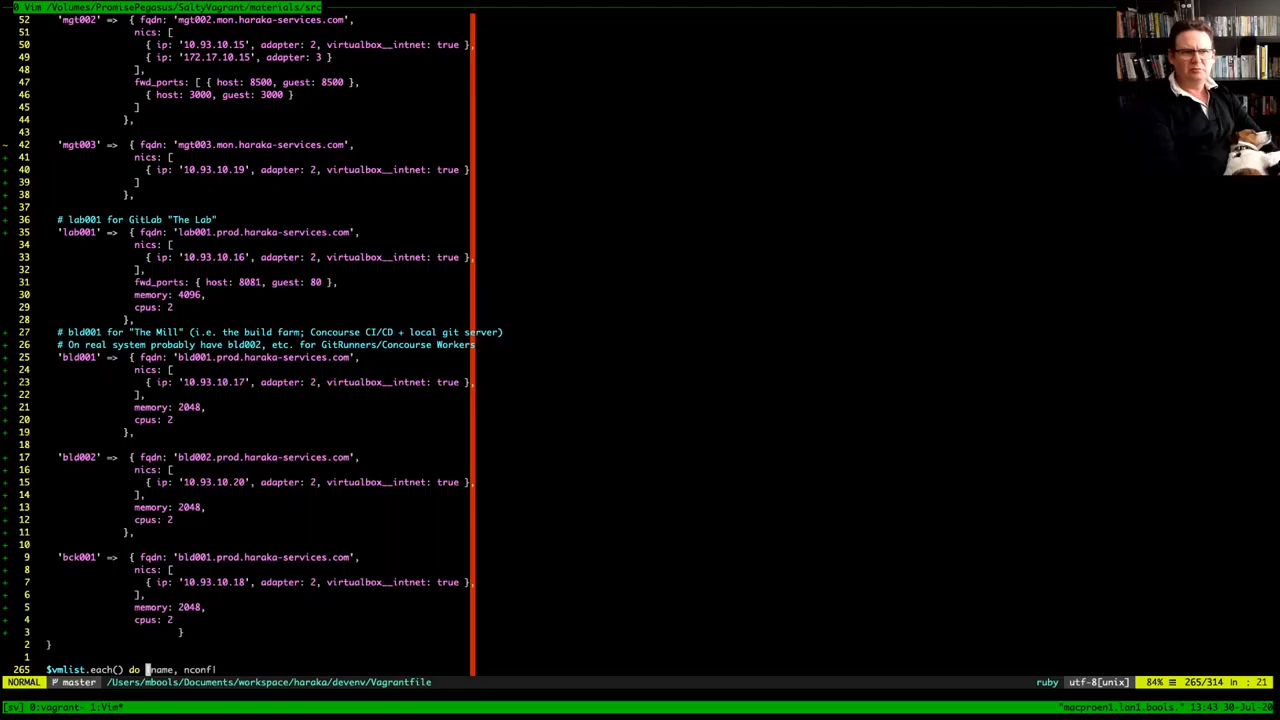 0 Vim /Volumes/PromisePegasus/SaltyVagrant/materials/src
52 'mgt002' => { fqdn: 'mgt002.mon.haraka-services.com',
51 nics: [
50 { ip: '10.93.10.15', adapter: 2, virtualbox__intnet: true },
49 { ip: '172.17.10.15', adapter: 3 }
48 ],
47 fwd_ports: [ { host: 8500, guest: 8500 },
46 { host: 3000, guest: 3000 }
45 ]
44 },
43
~ 42 'mgt003' => { fqdn: 'mgt003.mon.haraka-services.com',
+ 41 nics: [
+ 40 { ip: '10.93.10.19', adapter: 2, virtualbox__intnet: true }
+ 39 ]
+ 38 },
+ 37
+ 36 # lab001 for GitLab "The Lab"
+ 35 'lab001' => { fqdn: 'lab001.prod.haraka-services.com',
34 nics: [
+ 33 { ip: '10.93.10.16', adapter: 2, virtualbox__intnet: true },
32 ],
31 fwd_ports: { host: 8081, guest: 80 },
30 memory: 4096,
29 cpus: 2
28 },
+ 27 # bld001 for "The Mill" (i.e. the build farm; Concourse CI/CD + local git server)
+ 26 # On real system probably have bld002, etc. for GitRunners/Concourse Workers
+ 25 'bld001' => { fqdn: 'bld001.prod.haraka-services.com',
+ 24 nics: [
+ 23 { ip: '10.93.10.17', adapter: 2, virtualbox__intnet: true },
+ 22 ],
+ 21 memory: 2048,
+ 20 cpus: 2
+ 19 },
+ 18
+ 17 'bld002' => { fqdn: 'bld002.prod.haraka-services.com',
+ 16 nics: [
+ 15 { ip: '10.93.10.20', adapter: 2, virtualbox__intnet: true },
+ 14 ],
+ 13 memory: 2048,
+ 12 cpus: 2
+ 11 },
+ 10
+ 9 'bck001' => { fqdn: 'bld001.prod.haraka-services.com',
+ 8 nics: [
+ 7 { ip: '10.93.10.18', adapter: 2, virtualbox__intnet: true },
+ 6 ],
+ 5 memory: 2048,
+ 4 cpus: 2
+ 3 }
2 }
1
265 $vmlist.each() do |name, nconf|
NORMAL master /Users/mbools/Documents/workspace/haraka/devenv/Vagrantfile ruby utf-8[unix] 84% ≡ 265/314 ln : 21
[sv] 0:vagrant- 1:Vim* "macproen1.lan1.bools." 13:43 30-Jul-20